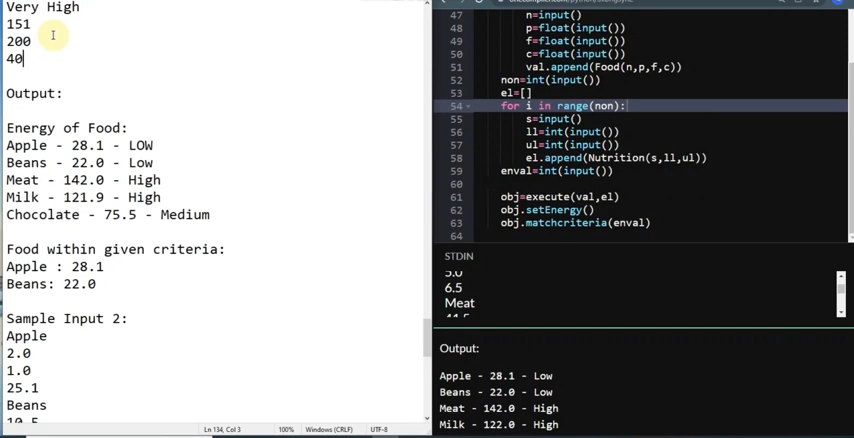 Very High
151
200
40
Output:
Energy of Food:
Apple - 28.1 - LOW
Beans - 22.0 - Low
Meat - 142.0 - High
Milk - 121.9 - High
Chocolate - 75.5 - Medium
Food within given criteria:
Apple : 28.1
Beans: 22.0
Sample Input 2:
Apple
2.0
1.0
25.1
Beans
10.5
Ln 134, Col 3
100%
Windows (CRLF)
UTF-8
47 n=input()
48 p=float(input())
49 f=float(input())
50 c=float(input())
51 val.append(Food(n,p,f,c))
52 non=int(input())
53 el=[]
54 for i in range(non):
55 s=input()
56 ll=int(input())
57 ul=int(input())
58 el.append(Nutrition(s,ll,ul))
59 enval=int(input())
60
61 obj=execute(val,el)
62 obj.setEnergy()
63 obj.matchcriteria(enval)
64
STDIN
5.0
6.5
Meat
Output:
Apple - 28.1 - Low
Beans - 22.0 - Low
Meat - 142.0 - High
Milk - 122.0 - High